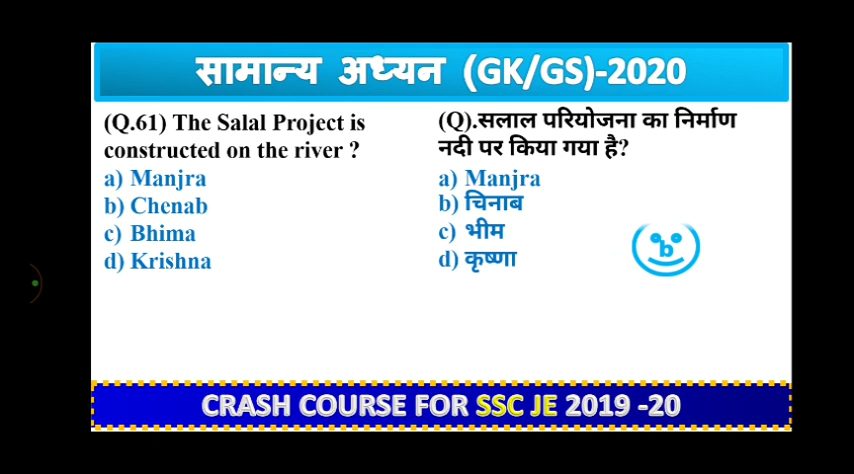 सामान्य अध्यन (GK/GS)-2020
(Q.61) The Salal Project is
constructed on the river ?
a) Manjra
b) Chenab
c) Bhima
d) Krishna
(Q).सलाल परियोजना का निर्माण
नदी पर किया गया है?
a) Manjra
b) चिनाब
c) भीम
d) कृष्णा
b
CRASH COURSE FOR SSC JE 2019 -20